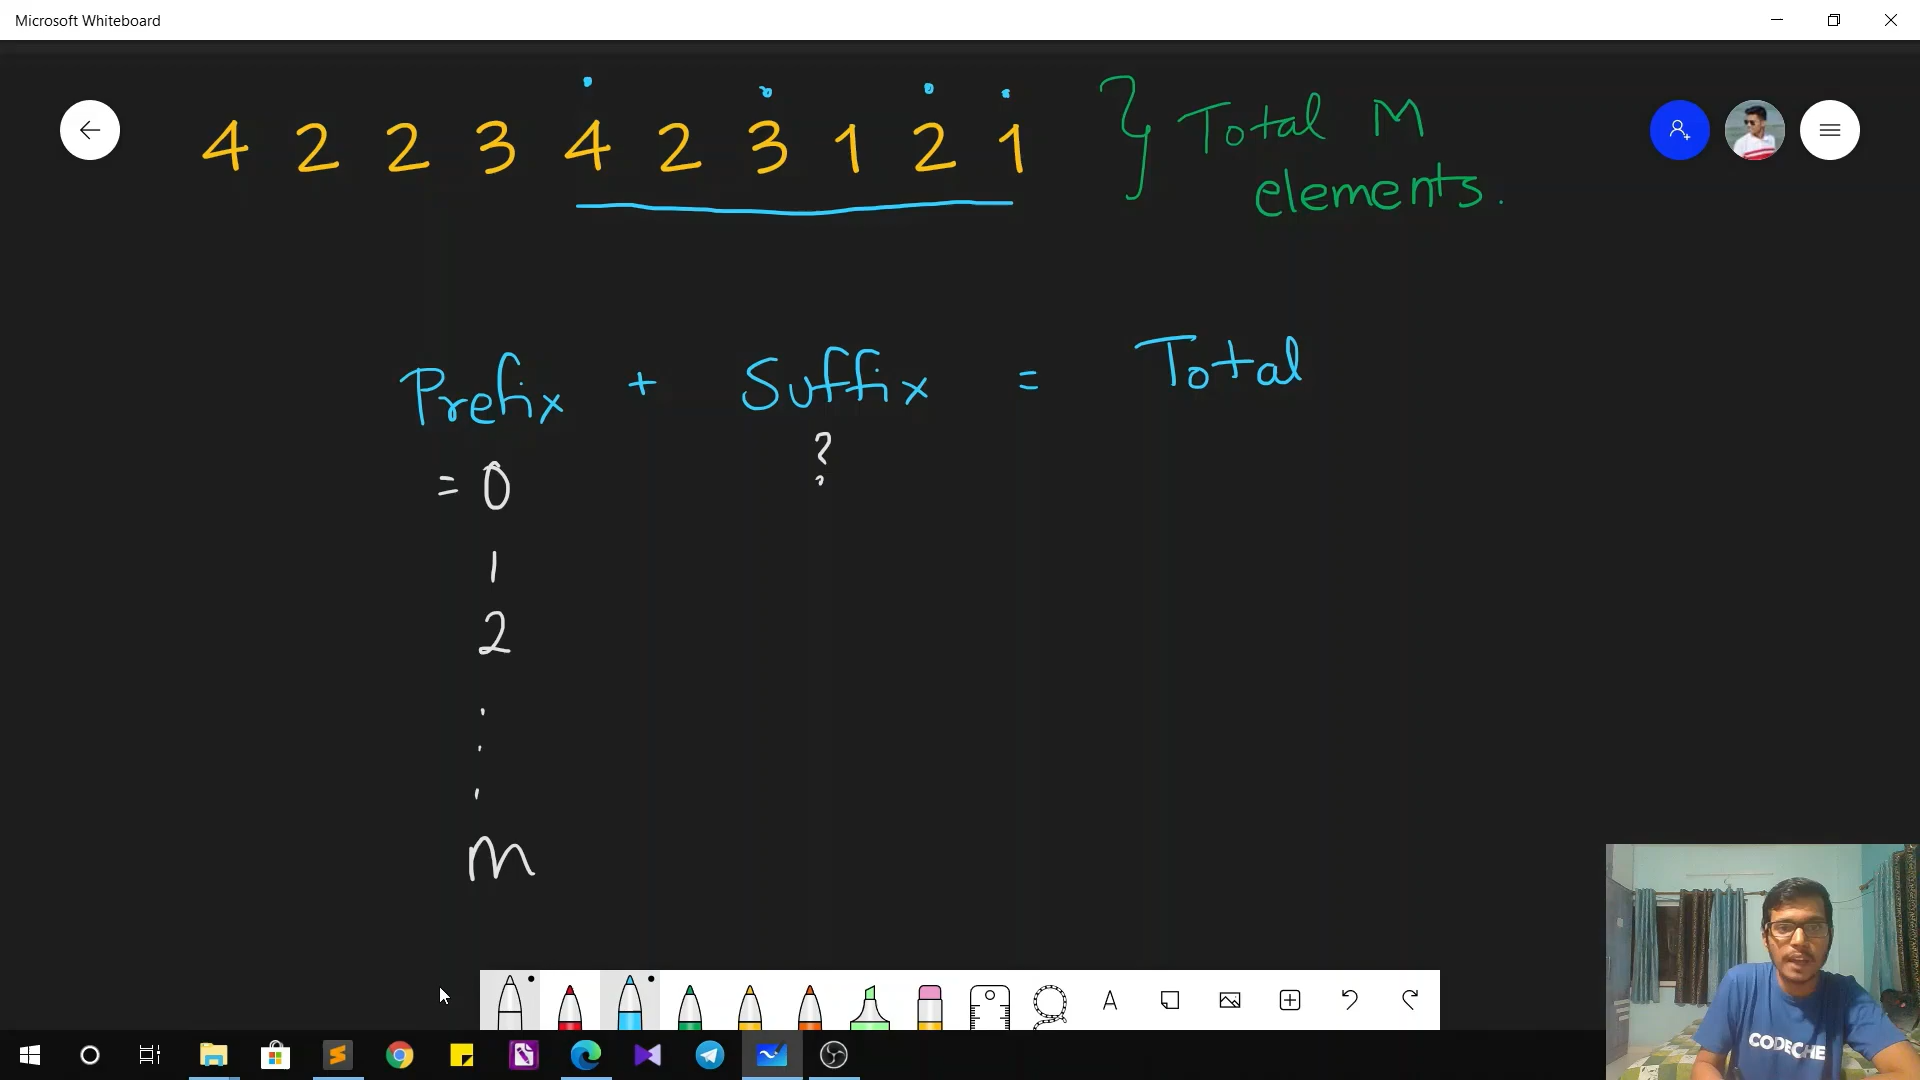 Microsoft Whiteboard
4 2 2 3 4 2 3 1 2 1 } Total M
elements.
Prefix + Suffix = Total
= 0 ?
1
2
.
.
.
m
A
CODECHE